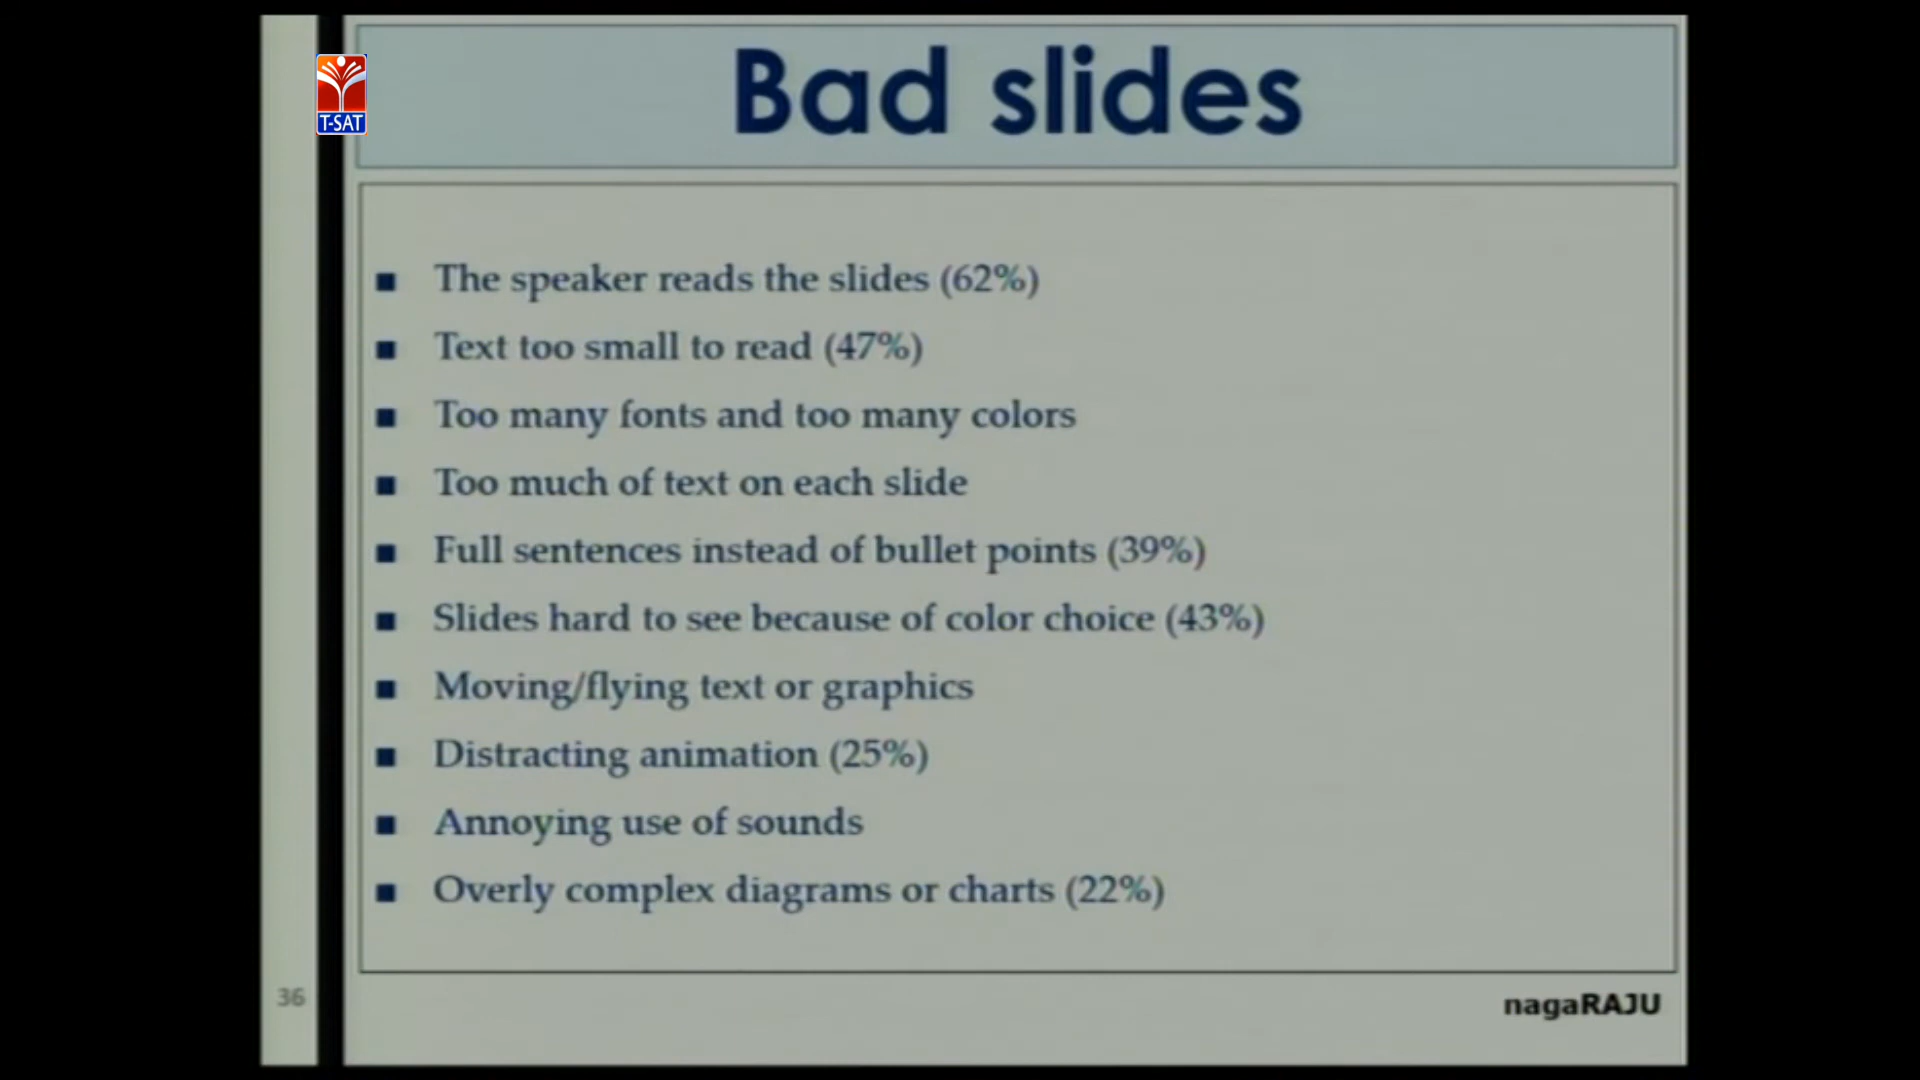 T-SAT
Bad slides
■ The speaker reads the slides (62%)
■ Text too small to read (47%)
■ Too many fonts and too many colors
■ Too much of text on each slide
■ Full sentences instead of bullet points (39%)
■ Slides hard to see because of color choice (43%)
■ Moving/flying text or graphics
■ Distracting animation (25%)
■ Annoying use of sounds
■ Overly complex diagrams or charts (22%)
36
nagaRAJU